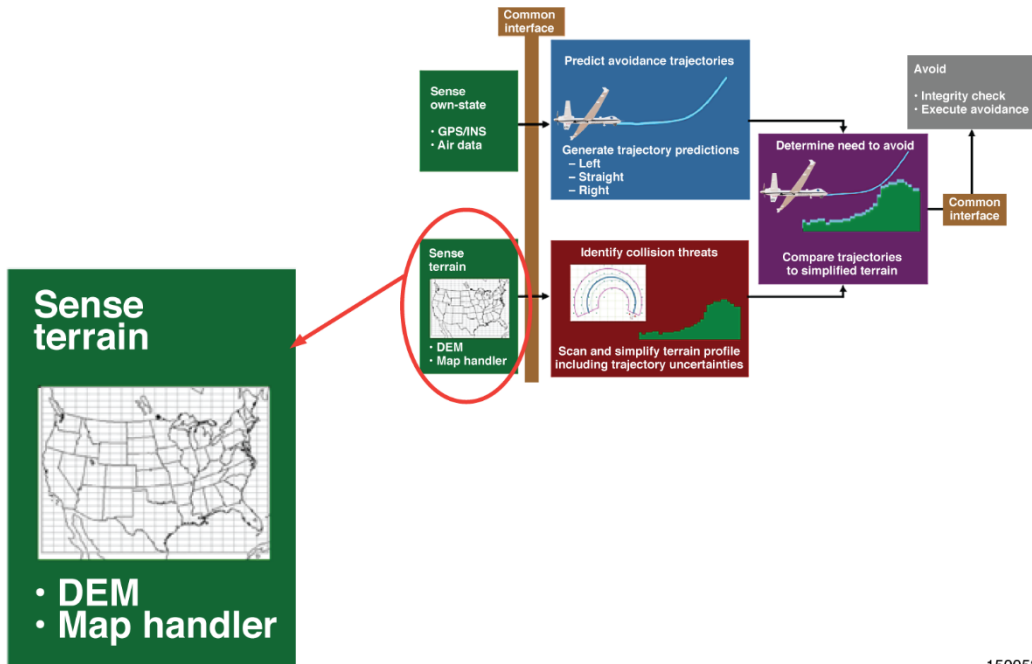 Common
interface
Sense
own-state
• GPS/INS
• Air data
Predict avoidance trajectories
Generate trajectory predictions
– Left
– Straight
– Right
Avoid
• Integrity check
• Execute avoidance
Determine need to avoid
Compare trajectories
to simplified terrain
Common
interface
Sense
terrain
• DEM
• Map handler
Identify collision threats
Scan and simplify terrain profile
including trajectory uncertainties
Sense
terrain
• DEM
• Map handler